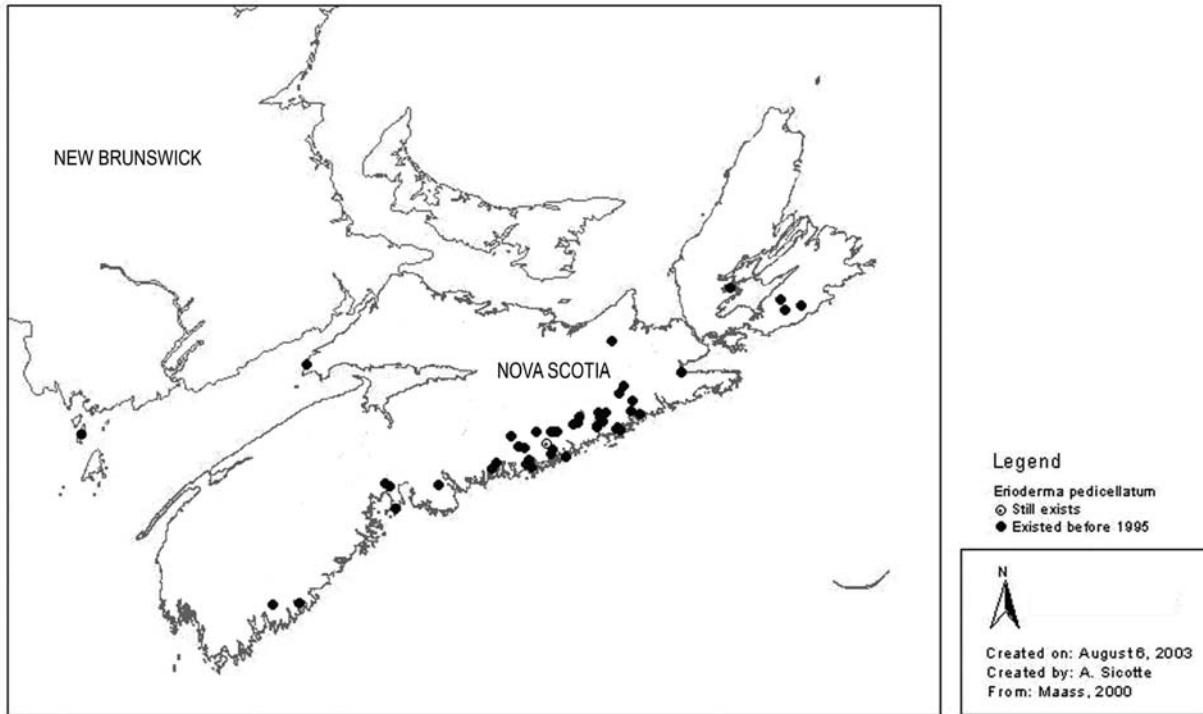 NEW BRUNSWICK
NOVA SCOTIA
Legend
Erioderma pedicellatum
Still exists
Existed before 1995
N
Created on: August 6, 2003
Created by: A. Sicotte
From: Maass, 2000